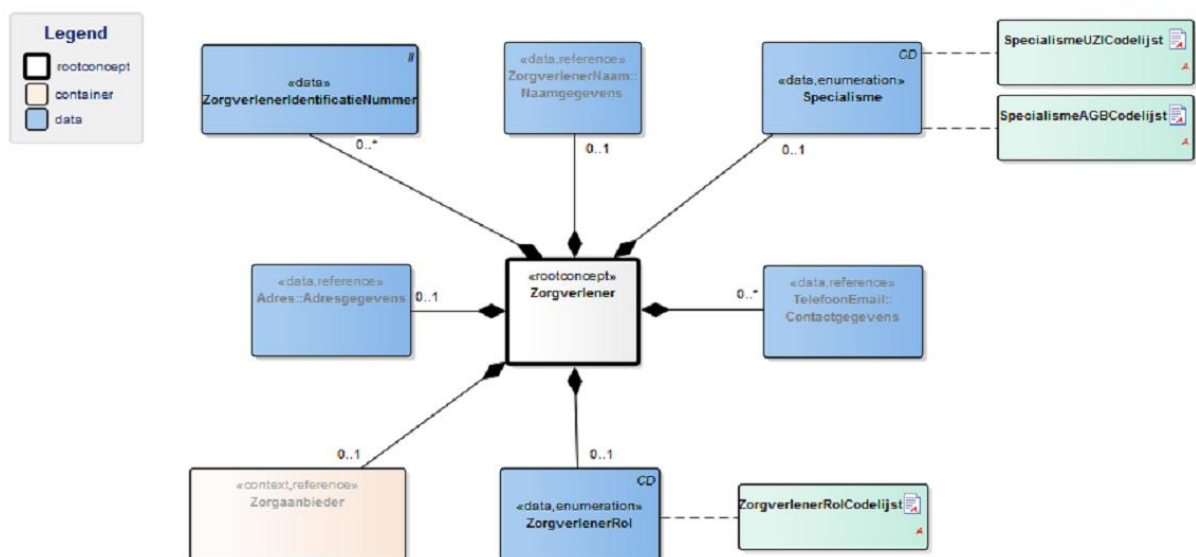 Legend
rootconcept
container
data
II
«data»
ZorgverlenerIdentificatieNummer
0..*
«data,reference»
ZorgverlenerNaam::
Naamgegevens
0..1
CD
«data,enumeration»
Specialisme
0..1
SpecialismeUZICodelijst
SpecialismeAGBCodelijst
«data,reference»
Adres::Adresgegevens
0..1
«rootconcept»
Zorgverlener
0..*
«data,reference»
TelefoonEmail::
Contactgegevens
0..1
«context,reference»
Zorgaanbieder
0..1
CD
«data,enumeration»
ZorgverlenerRol
ZorgverlenerRolCodelijst